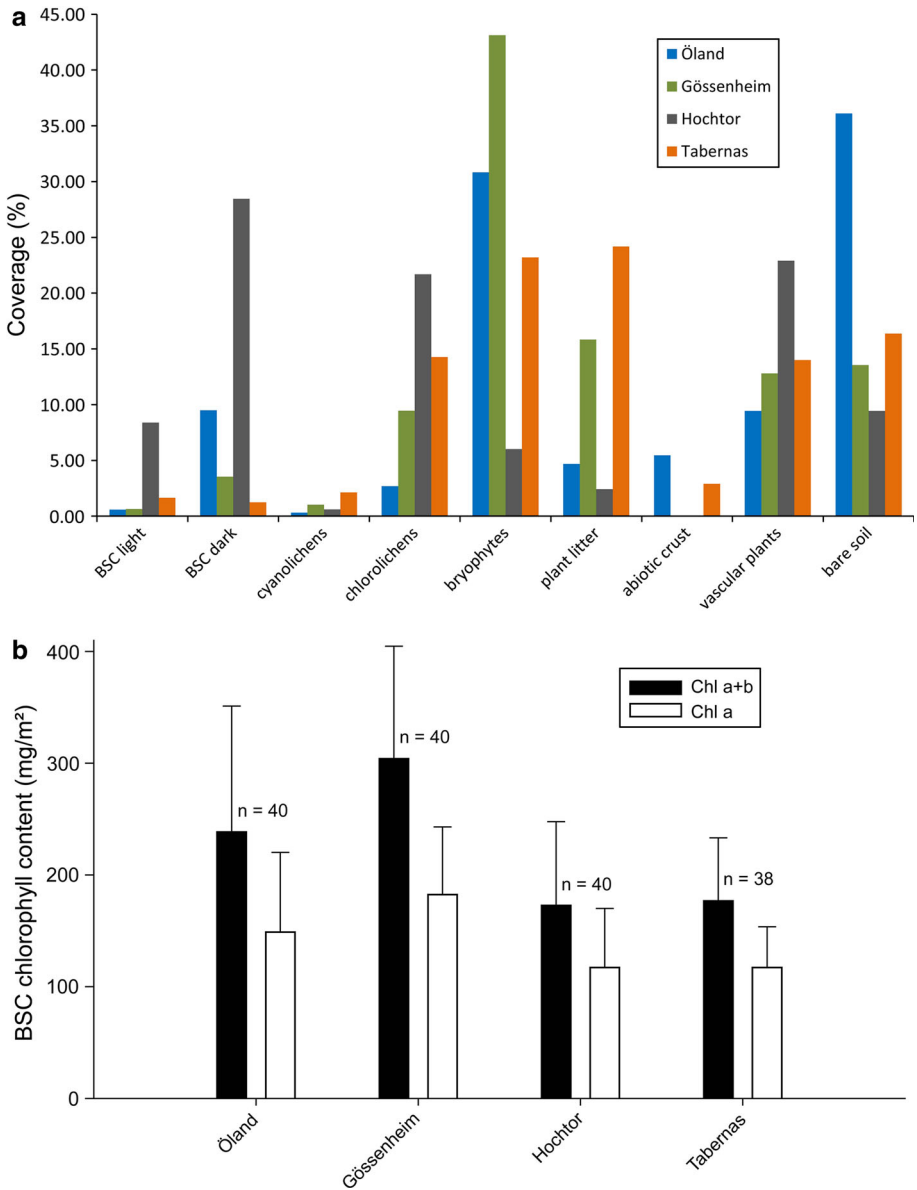 a
45.00
40.00
35.00
30.00
25.00
20.00
15.00
10.00
5.00
0.00
Coverage (%)
Öland
Gössenheim
Hochtor
Tabernas
BSC light
BSC dark
cyanolichens
chlorolichens
bryophytes
plant litter
abiotic crust
vascular plants
bare soil
b
400
300
200
100
0
BSC chlorophyll content (mg/m²)
Chl a+b
Chl a
n = 40
n = 40
n = 40
n = 38
Öland
Gössenheim
Hochtor
Tabernas